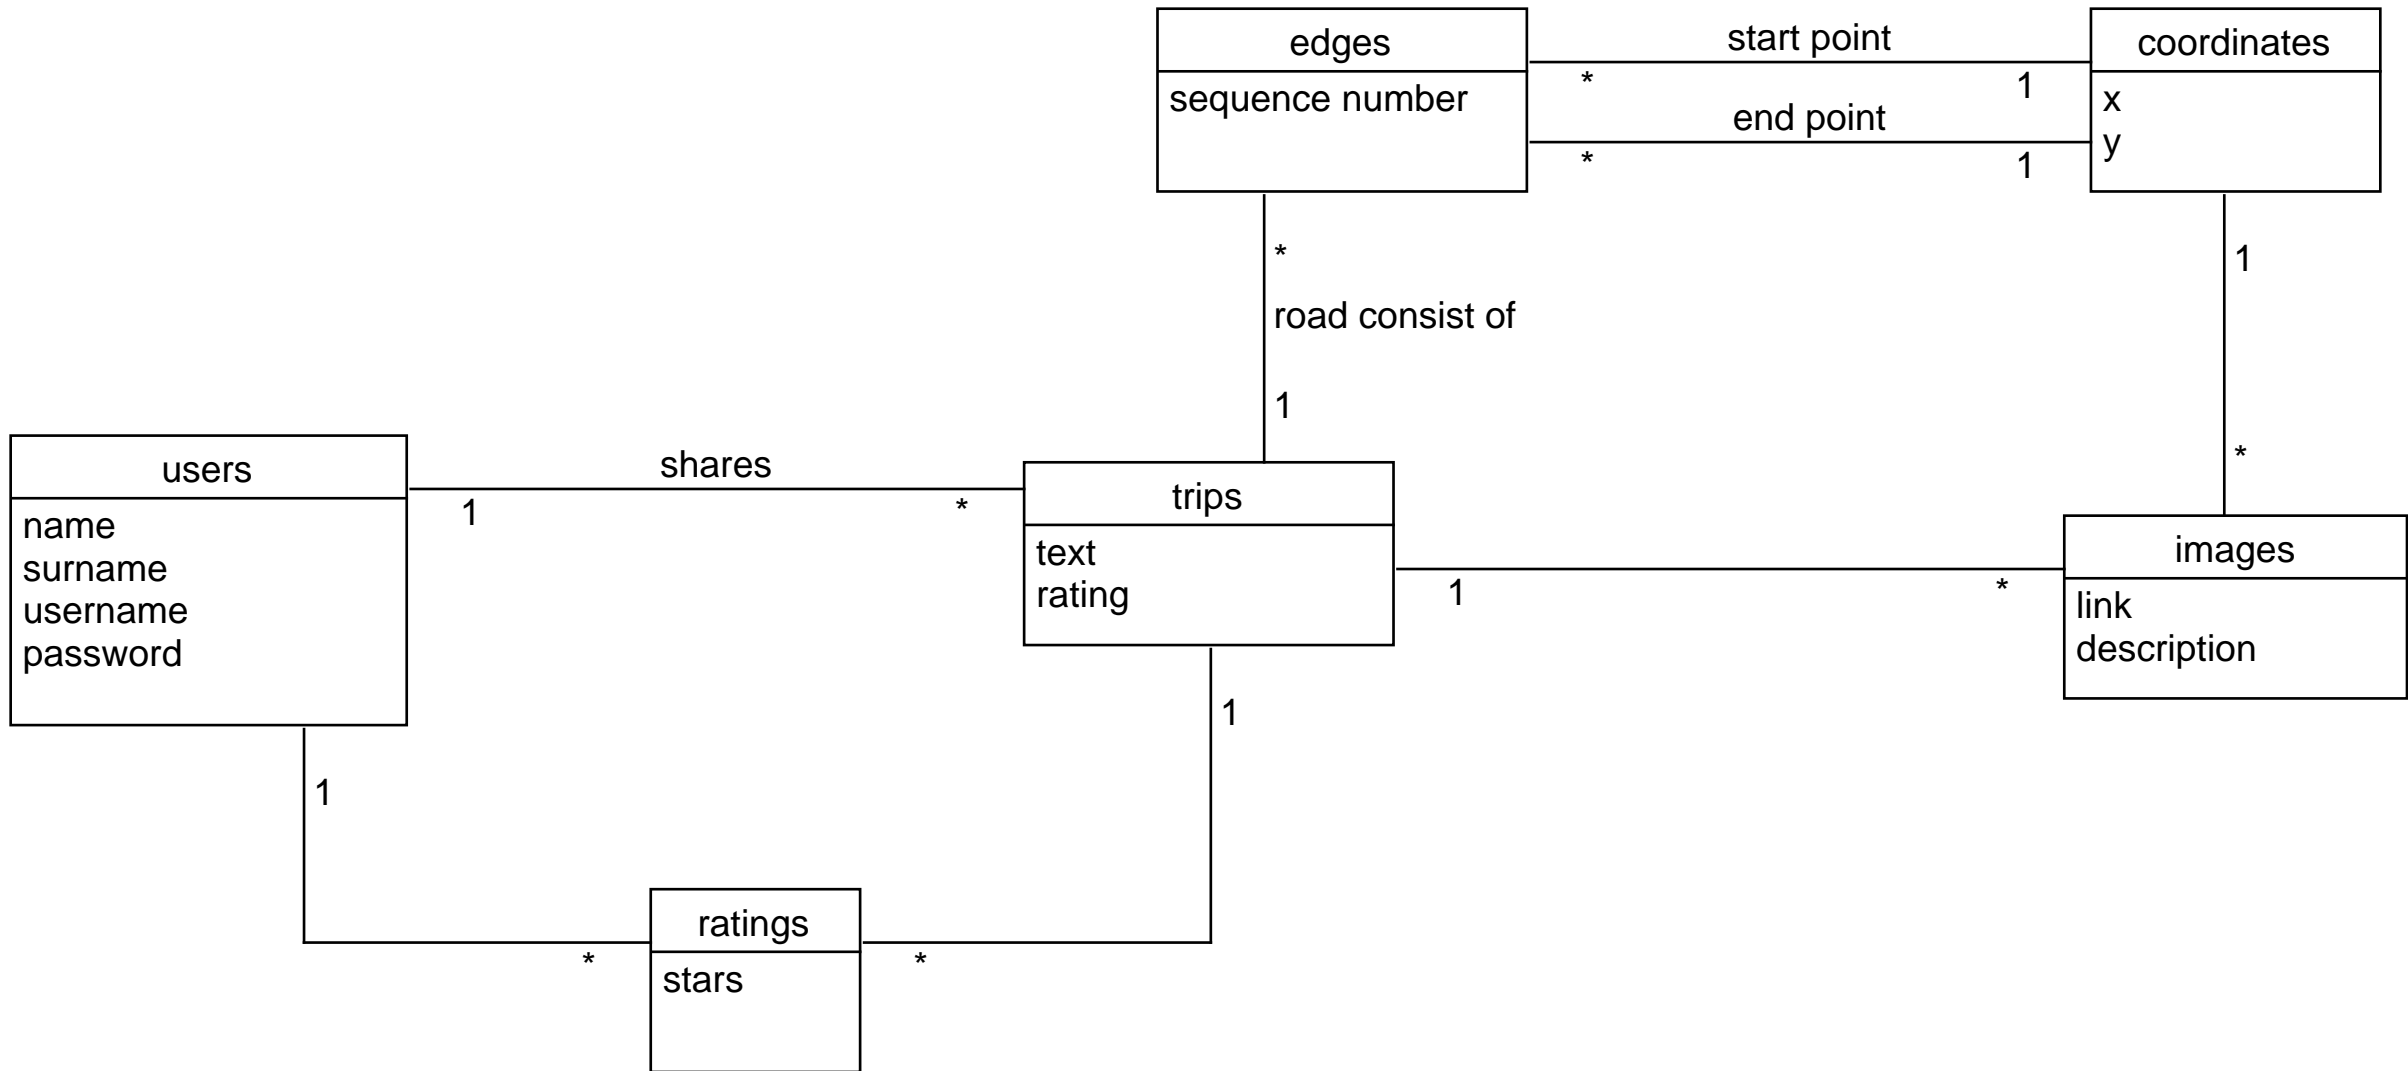 edges
sequence number
start point
*
1
end point
*
1
coordinates
x
y
*
road consist of
1
1
*
users
name
surname
username
password
shares
1
*
trips
text
rating
1
*
images
link
description
1
*
1
*
ratings
stars